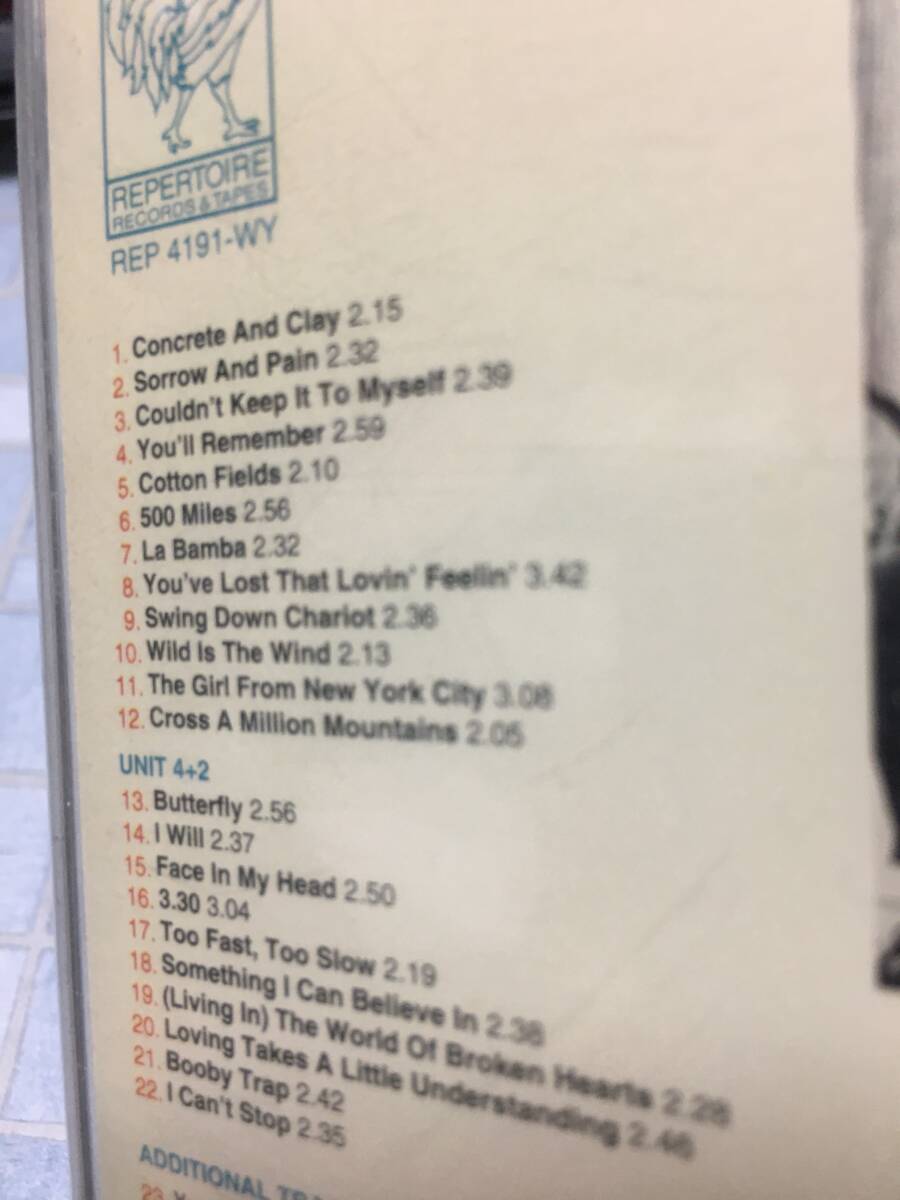 REPERTOIRE
RECORDS & TAPES
REP 4191-WY
1. Concrete And Clay 2.15
2. Sorrow And Pain 2.32
3. Couldn't Keep It To Myself 2.39
4. You'll Remember 2.59
5. Cotton Fields 2.10
6. 500 Miles 2.56
7. La Bamba 2.32
8. You've Lost That Lovin' Feelin' 3.42
9. Swing Down Chariot 2.36
10. Wild Is The Wind 2.13
11. The Girl From New York City 3.08
12. Cross A Million Mountains 2.05
UNIT 4+2
13. Butterfly 2.56
14. I Will 2.37
15. Face In My Head 2.50
16. 3.30 3.04
17. Too Fast, Too Slow 2.19
18. Something I Can Believe In 2.38
19. (Living In) The World Of Broken Hearts 2.28
20. Loving Takes A Little Understanding 2.46
21. Booby Trap 2.42
22. I Can't Stop 2.35
ADDITIONAL
23.